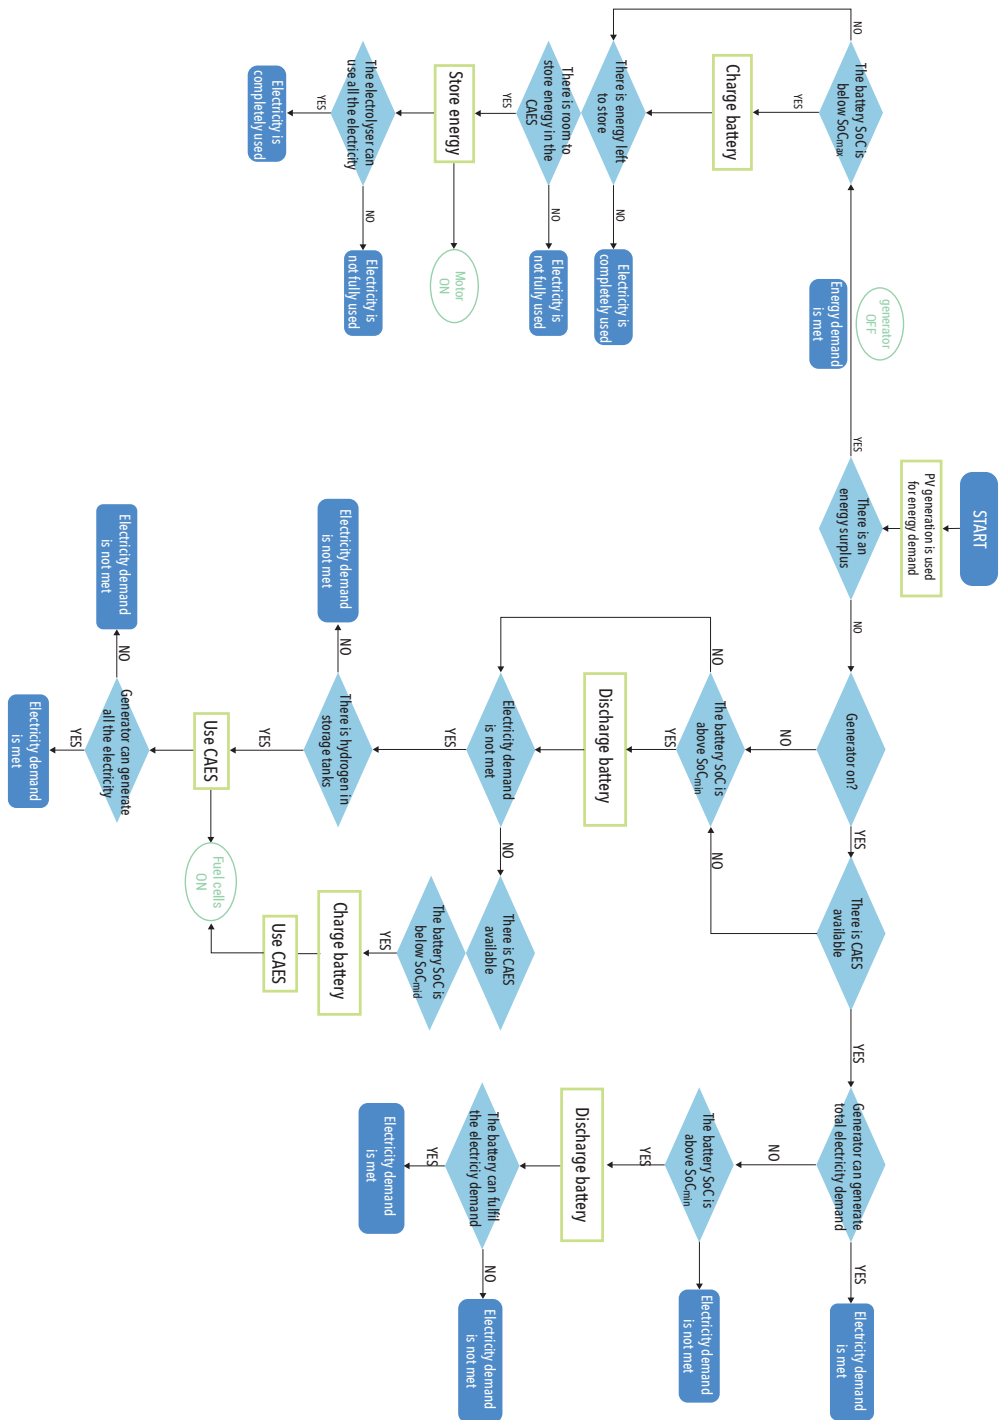 START
PV generation is used
for energy demand
There is an
energy surplus
YES
NO
generator
OFF
Energy demand
is met
The battery SoC is
below SoCmax
NO
YES
Charge battery
There is energy left
to store
NO
Electricity is
completely used
There is room to
store energy in the
CAES
YES
NO
Electricity is
not fully used
Store energy
Motor
ON
The electrolyser can
use all the electricity
YES
NO
Electricity is
completely used
Electricity is
not fully used
Generator on?
NO
YES
The battery SoC is
above SoCmin
NO
YES
Discharge battery
Electricity demand
is not met
YES
NO
There is hydrogen in
storage tanks
NO
YES
Electricity demand
is not met
Use CAES
Fuel cells
ON
Generator can generate
all the electricity
NO
YES
Electricity demand
is not met
Electricity demand
is met
There is CAES
available
The battery SoC is
below SoCmid
YES
Charge battery
Use CAES
There is CAES
available
NO
YES
Generator can generate
total electricity demand
NO
YES
Electricity demand
is met
The battery SoC is
above SoCmin
YES
Electricity demand
is not met
Discharge battery
The battery can fulfil
the electriciy demand
YES
NO
Electricity demand
is met
Electricity demand
is not met